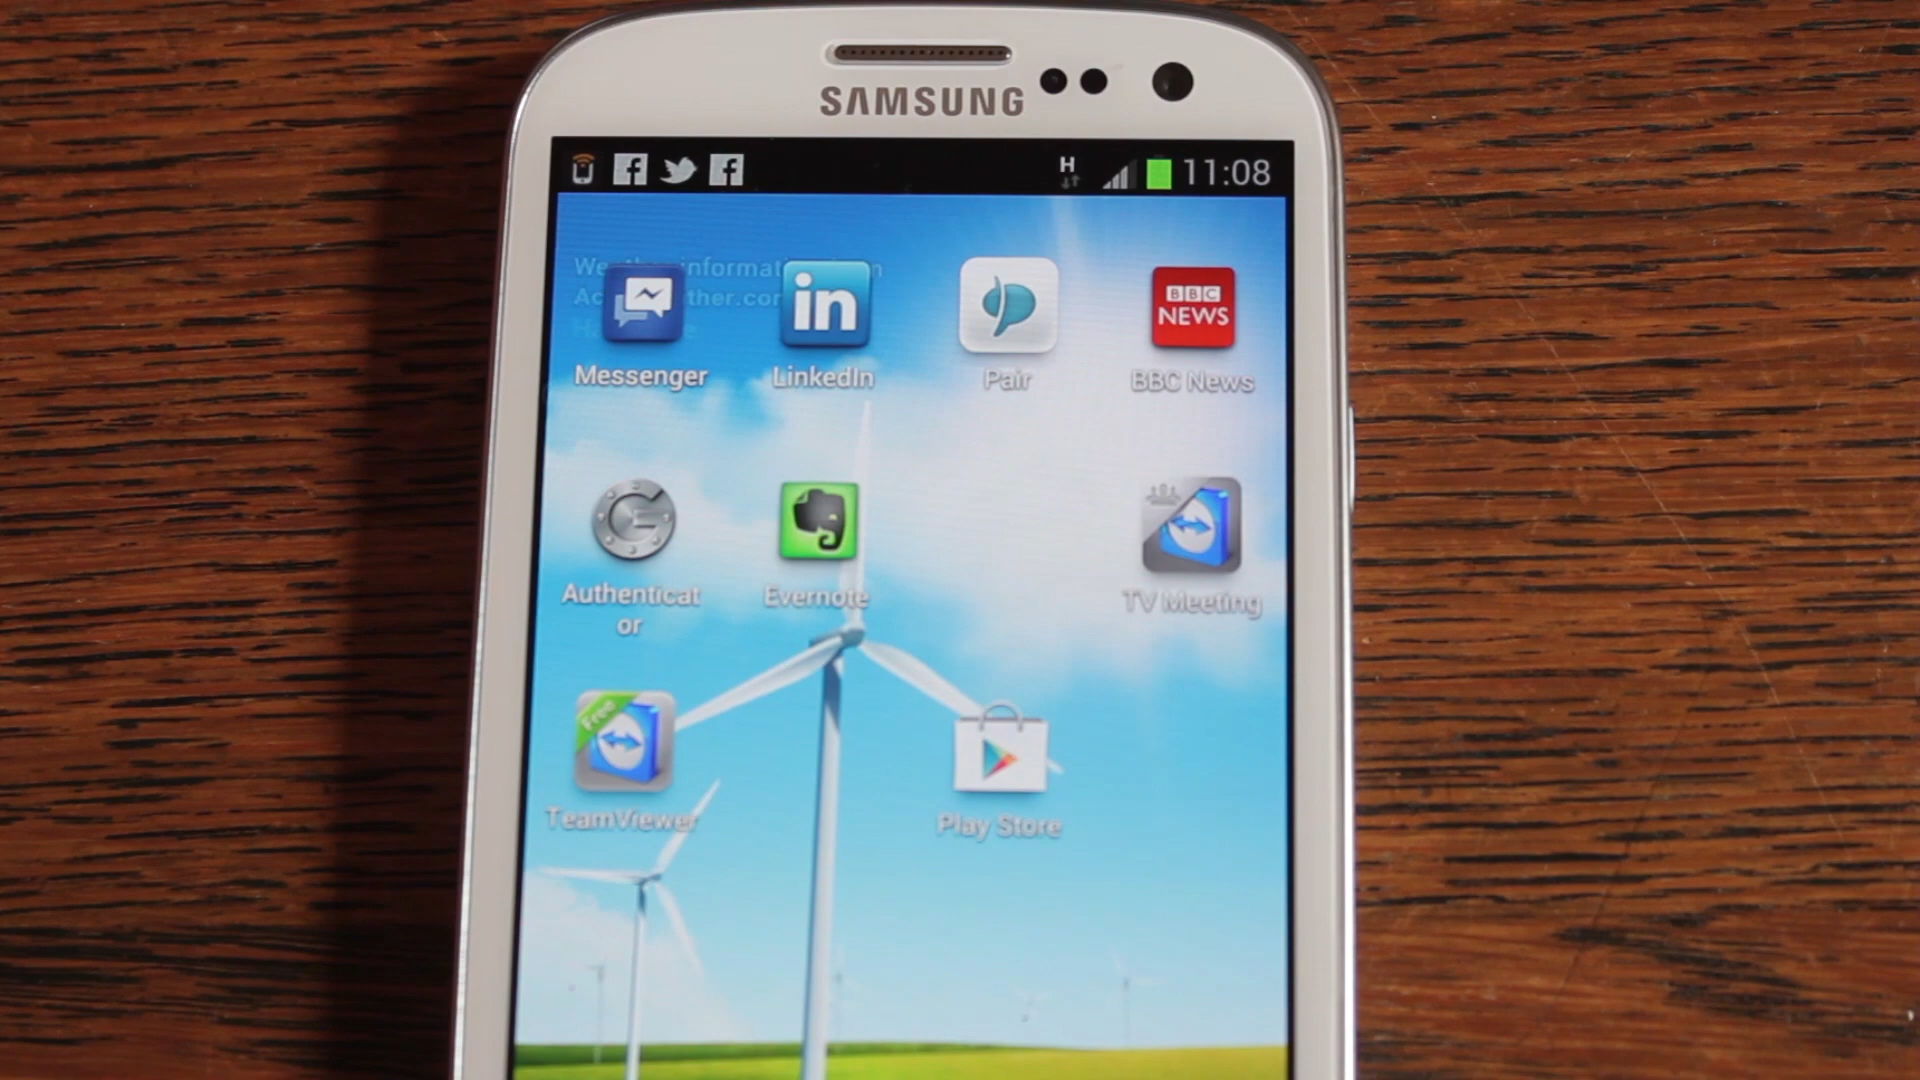 SAMSUNG
H 11:08
in
BBC
NEWS
Messenger
LinkedIn
Pair
BBC News
Authenticat
or
Evernote
TV Meeting
Free
TeamViewer
Play Store